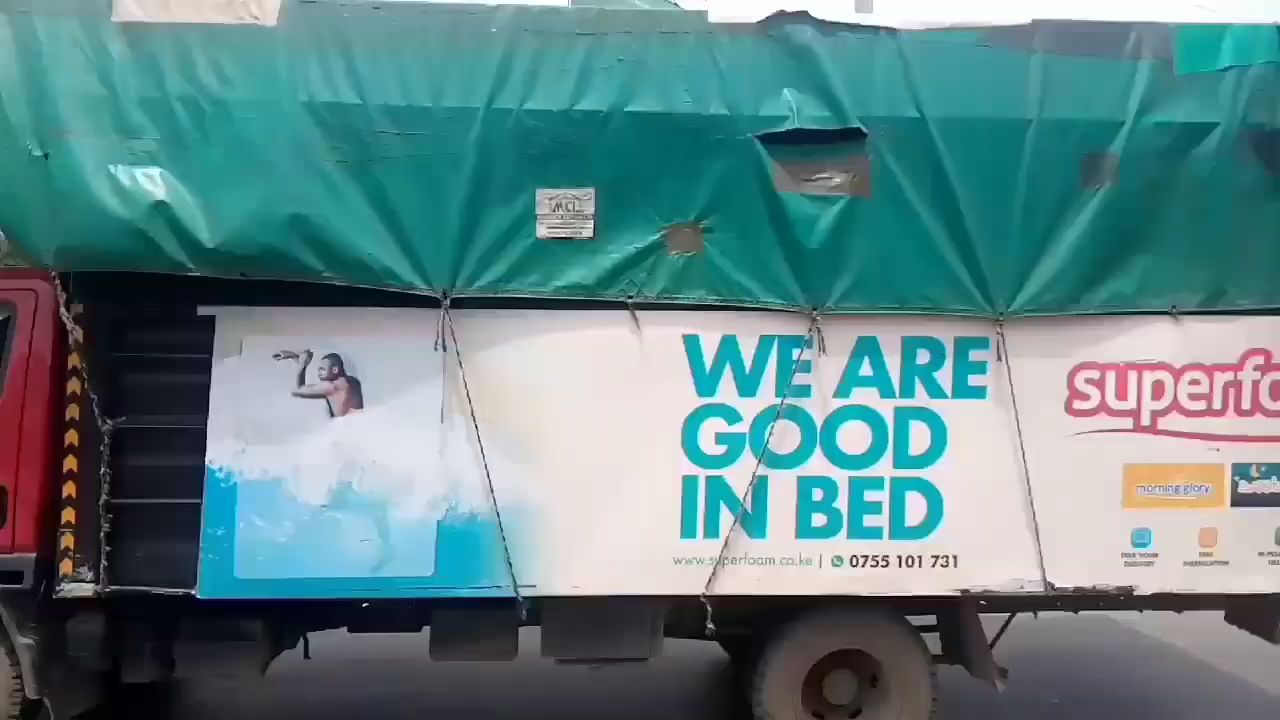 MCL
WE ARE
GOOD
IN BED
www.superfoam.co.ke | 0755 101 731
superfo
morning glory